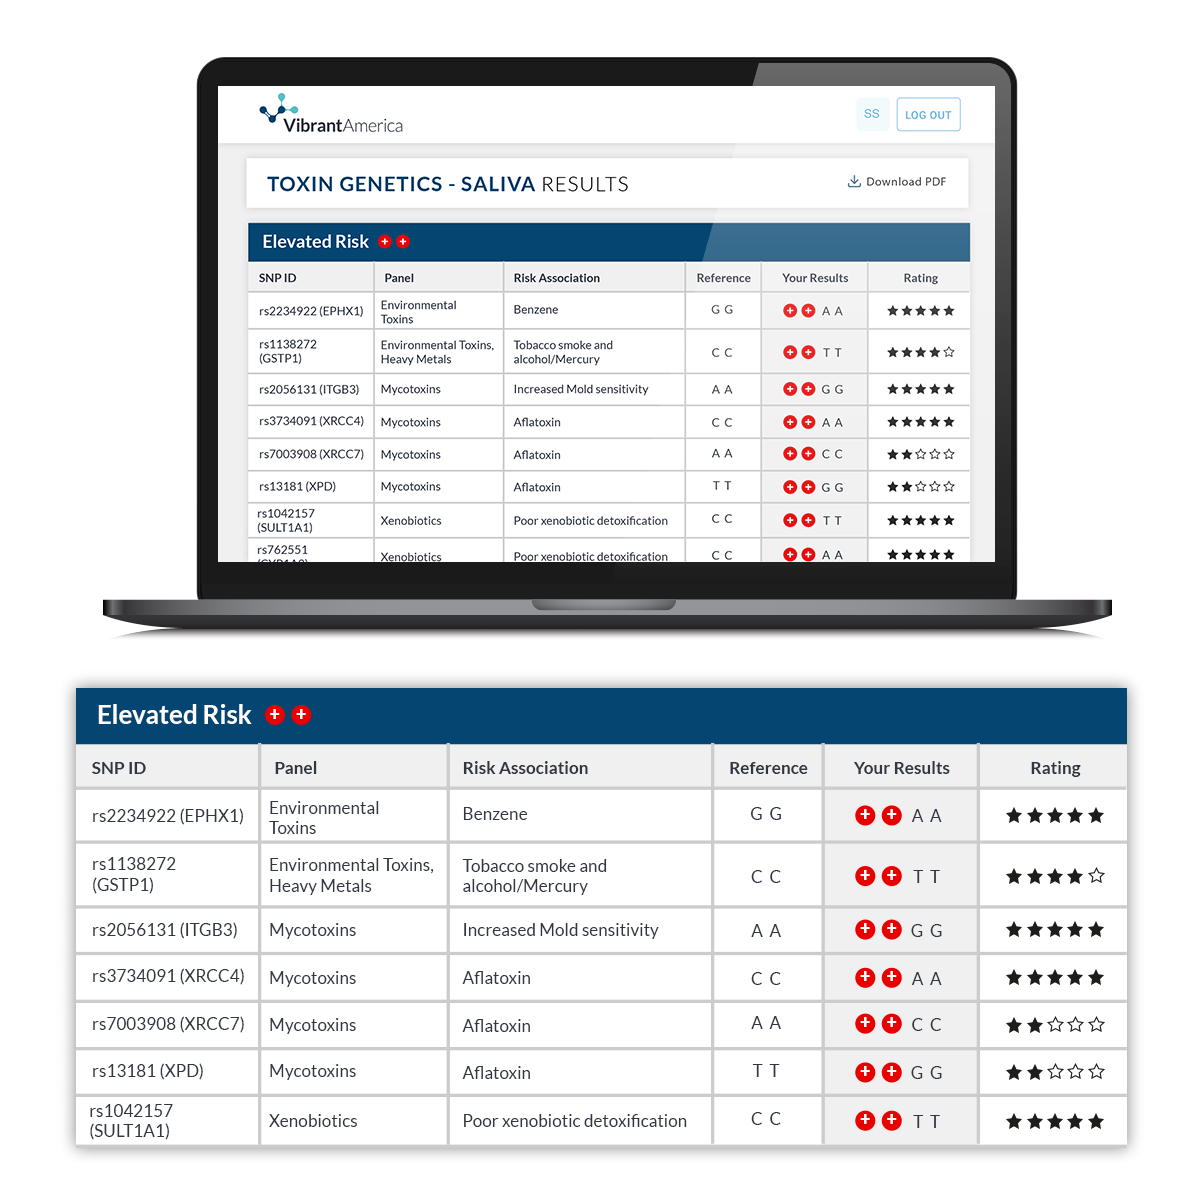 VibrantAmerica
SS
LOG OUT
TOXIN GENETICS - SALIVA RESULTS
Download PDF
Elevated Risk
SNP ID Panel Risk Association Reference Your Results Rating
rs2234922 (EPHX1) Environmental Toxins Benzene G G A A
rs1138272 (GSTP1) Environmental Toxins, Heavy Metals Tobacco smoke and alcohol/Mercury C C T T
rs2056131 (ITGB3) Mycotoxins Increased Mold sensitivity A A G G
rs3734091 (XRCC4) Mycotoxins Aflatoxin C C A A
rs7003908 (XRCC7) Mycotoxins Aflatoxin A A C C
rs13181 (XPD) Mycotoxins Aflatoxin T T G G
rs1042157 (SULT1A1) Xenobiotics Poor xenobiotic detoxification C C T T
rs762551 Xenobiotics Poor xenobiotic detoxification C C A A
Elevated Risk
SNP ID Panel Risk Association Reference Your Results Rating
rs2234922 (EPHX1) Environmental Toxins Benzene G G A A
rs1138272 (GSTP1) Environmental Toxins, Heavy Metals Tobacco smoke and alcohol/Mercury C C T T
rs2056131 (ITGB3) Mycotoxins Increased Mold sensitivity A A G G
rs3734091 (XRCC4) Mycotoxins Aflatoxin C C A A
rs7003908 (XRCC7) Mycotoxins Aflatoxin A A C C
rs13181 (XPD) Mycotoxins Aflatoxin T T G G
rs1042157 (SULT1A1) Xenobiotics Poor xenobiotic detoxification C C T T